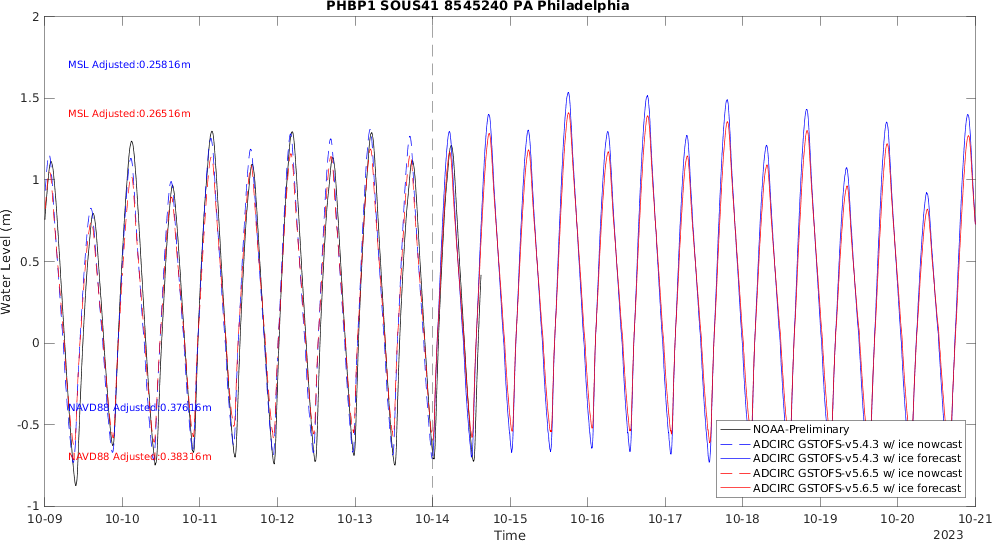 PHBP1 SOUS41 8545240 PA Philadelphia
2
1.5
1
0.5
0
-0.5
-1
Water Level (m)
MSL Adjusted:0.25816m
MSL Adjusted:0.26516m
NAVD88 Adjusted:0.37616m
NAVD88 Adjusted:0.38316m
NOAA-Preliminary
ADCIRC GSTOFS-v5.4.3 w/ ice nowcast
ADCIRC GSTOFS-v5.4.3 w/ ice forecast
ADCIRC GSTOFS-v5.6.5 w/ ice nowcast
ADCIRC GSTOFS-v5.6.5 w/ ice forecast
10-09 10-10 10-11 10-12 10-13 10-14 10-15 10-16 10-17 10-18 10-19 10-20 10-21
Time
2023